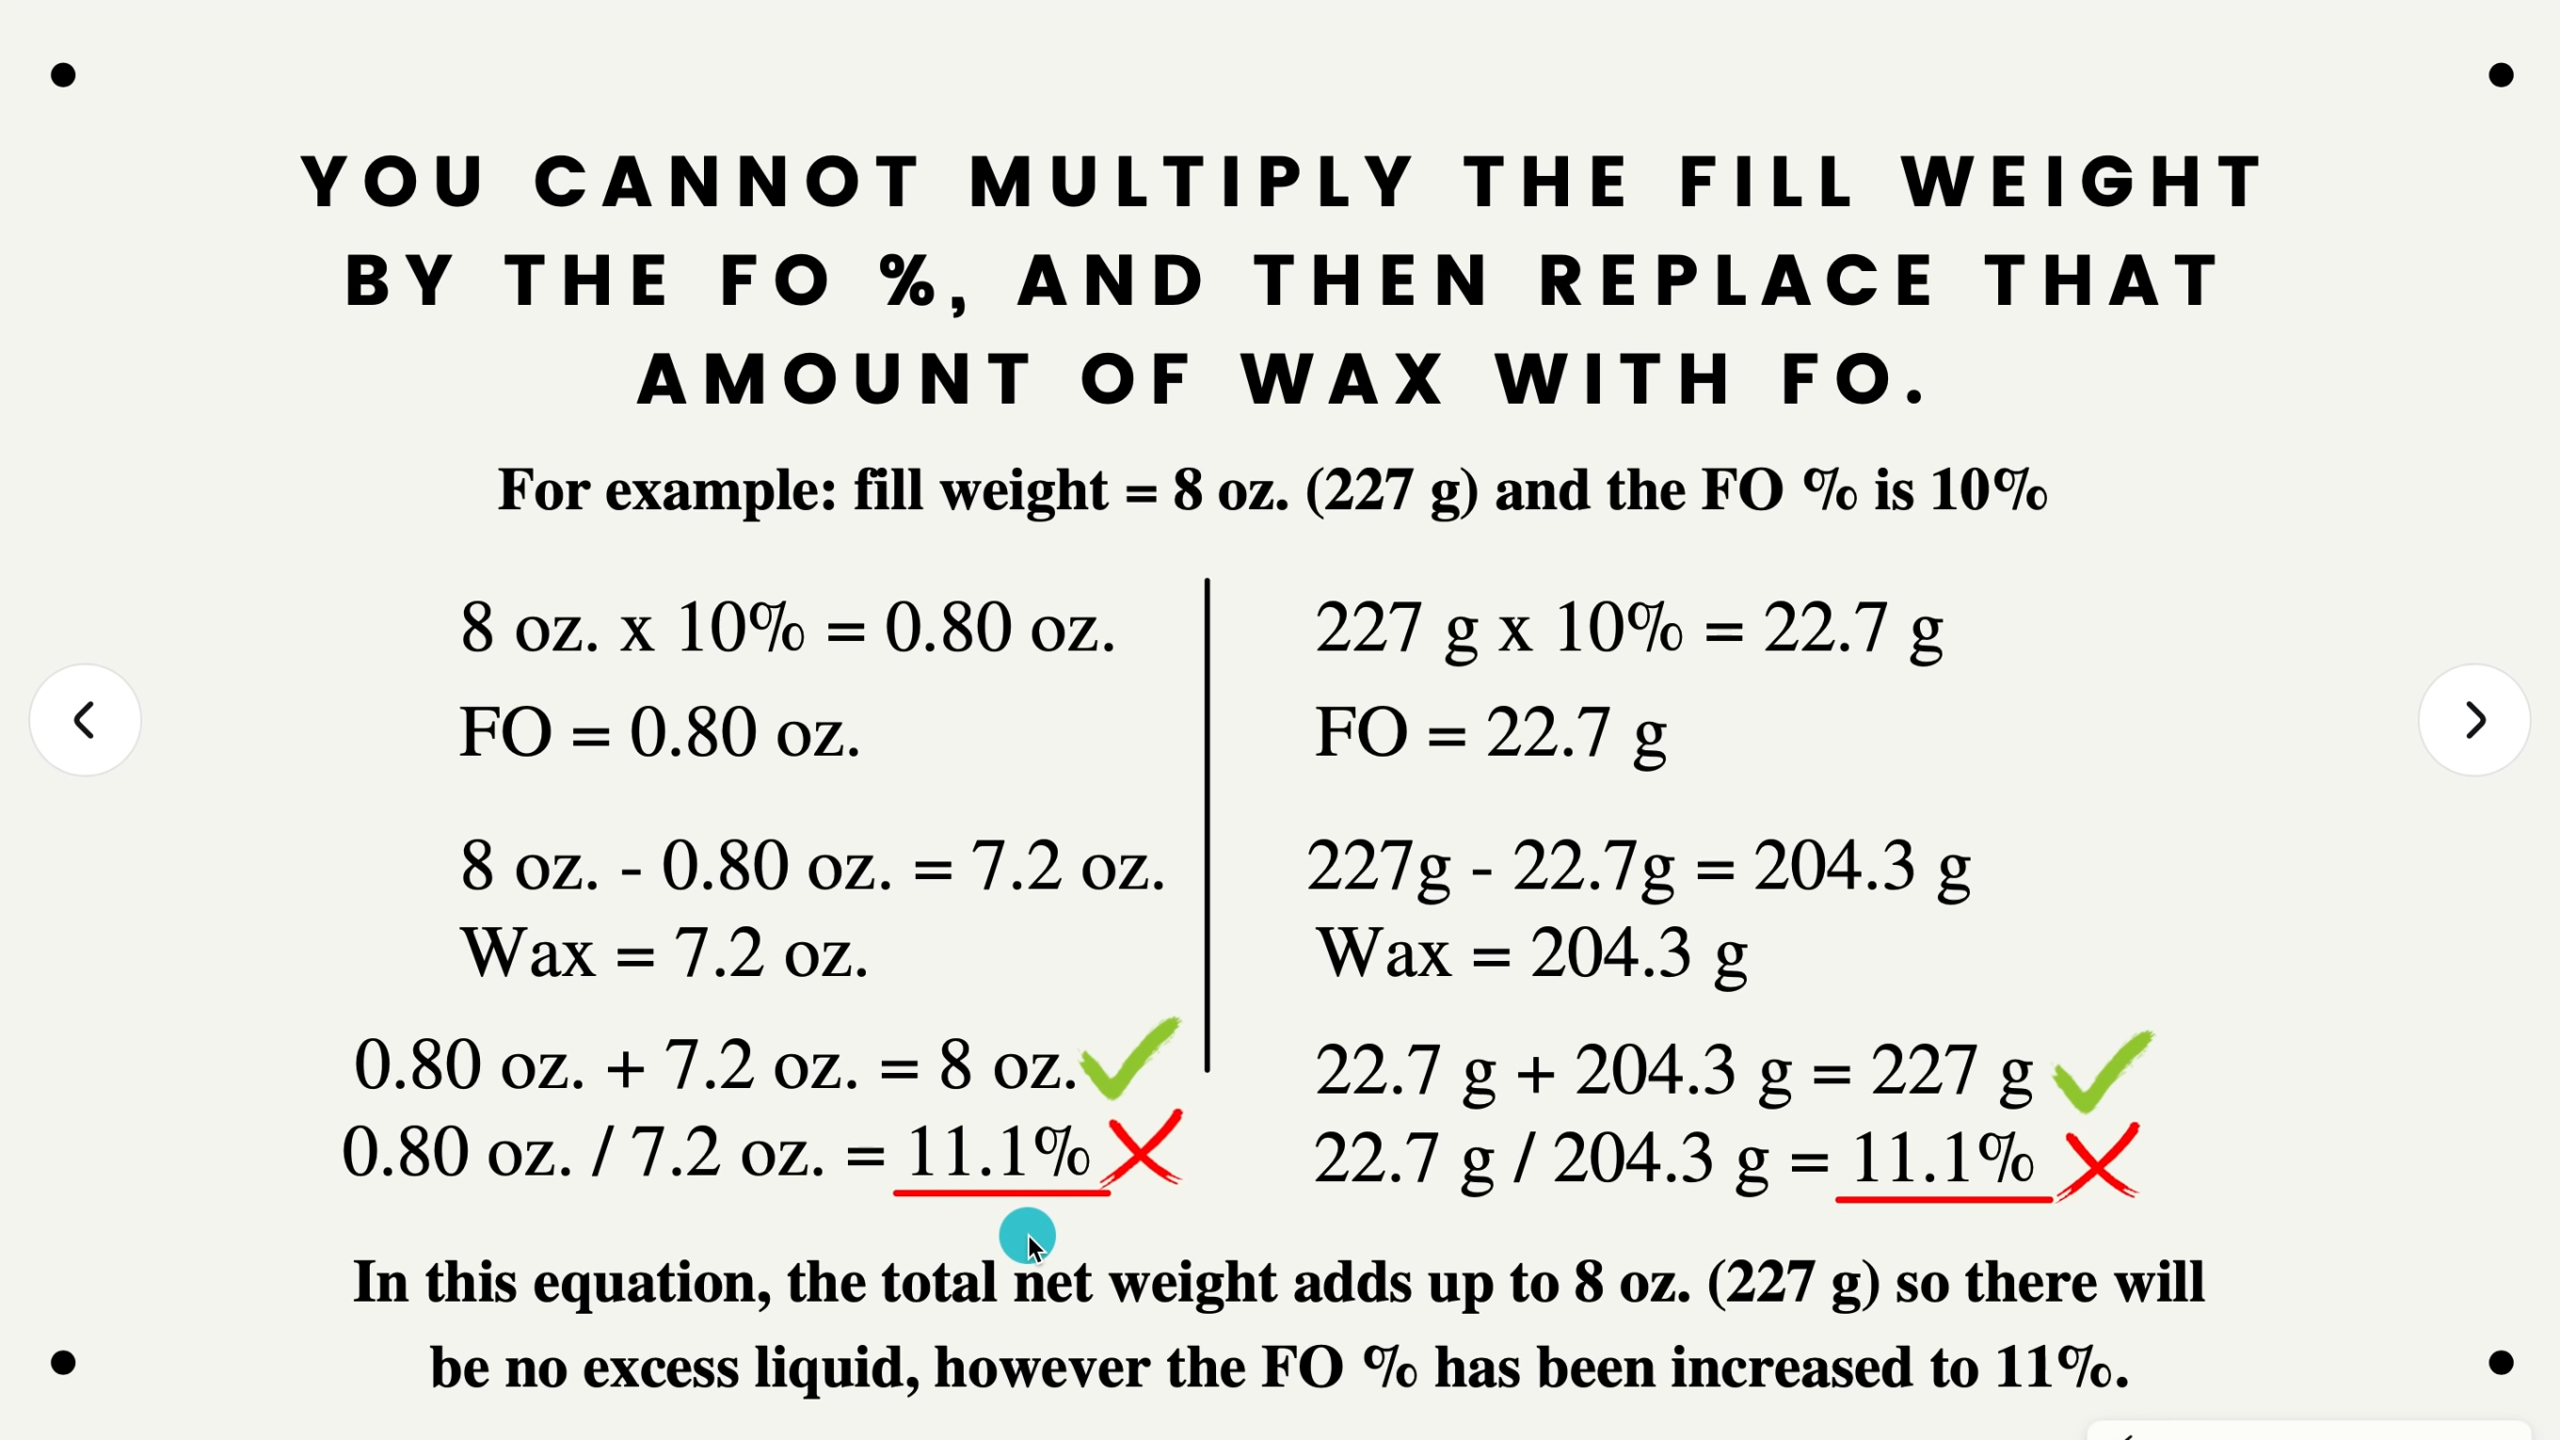 YOU CANNOT MULTIPLY THE FILL WEIGHT
BY THE FO %, AND THEN REPLACE THAT
AMOUNT OF WAX WITH FO.
For example: fill weight = 8 oz. (227 g) and the FO % is 10%
8 oz. x 10% = 0.80 oz.
FO = 0.80 oz.
8 oz. - 0.80 oz. = 7.2 oz.
Wax = 7.2 oz.
0.80 oz. + 7.2 oz. = 8 oz.
0.80 oz. / 7.2 oz. = 11.1%
227 g x 10% = 22.7 g
FO = 22.7 g
227g - 22.7g = 204.3 g
Wax = 204.3 g
22.7 g + 204.3 g = 227 g
22.7 g / 204.3 g = 11.1%
In this equation, the total net weight adds up to 8 oz. (227 g) so there will
be no excess liquid, however the FO % has been increased to 11%.